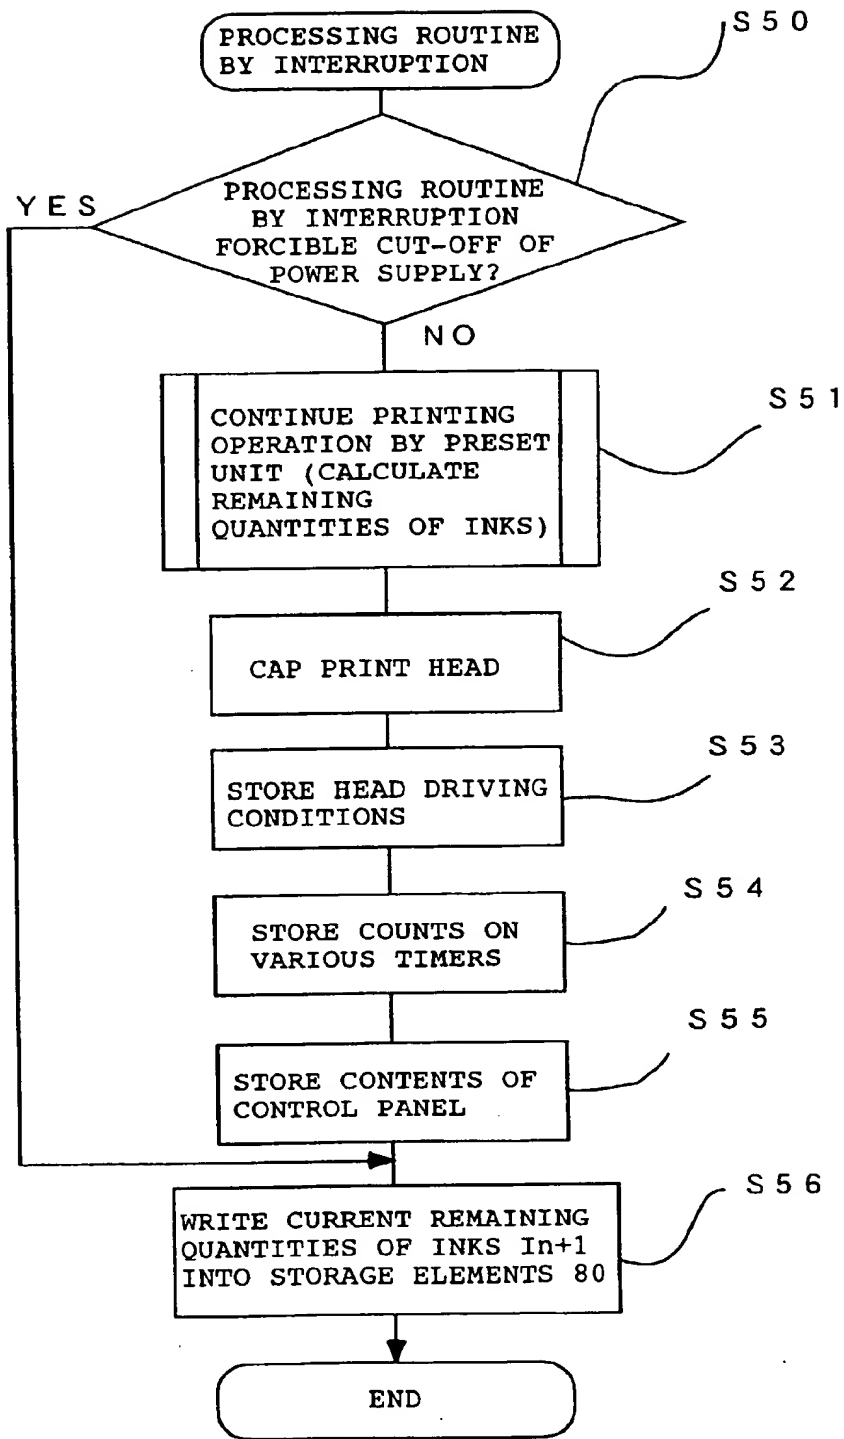 PROCESSING ROUTINE
BY INTERRUPTION
S50
YES
PROCESSING ROUTINE
BY INTERRUPTION
FORCIBLE CUT-OFF OF
POWER SUPPLY?
NO
S51
CONTINUE PRINTING
OPERATION BY PRESET
UNIT (CALCULATE
REMAINING
QUANTITIES OF INKS)
S52
CAP PRINT HEAD
S53
STORE HEAD DRIVING
CONDITIONS
S54
STORE COUNTS ON
VARIOUS TIMERS
S55
STORE CONTENTS OF
CONTROL PANEL
S56
WRITE CURRENT REMAINING
QUANTITIES OF INKS In+1
INTO STORAGE ELEMENTS 80
END